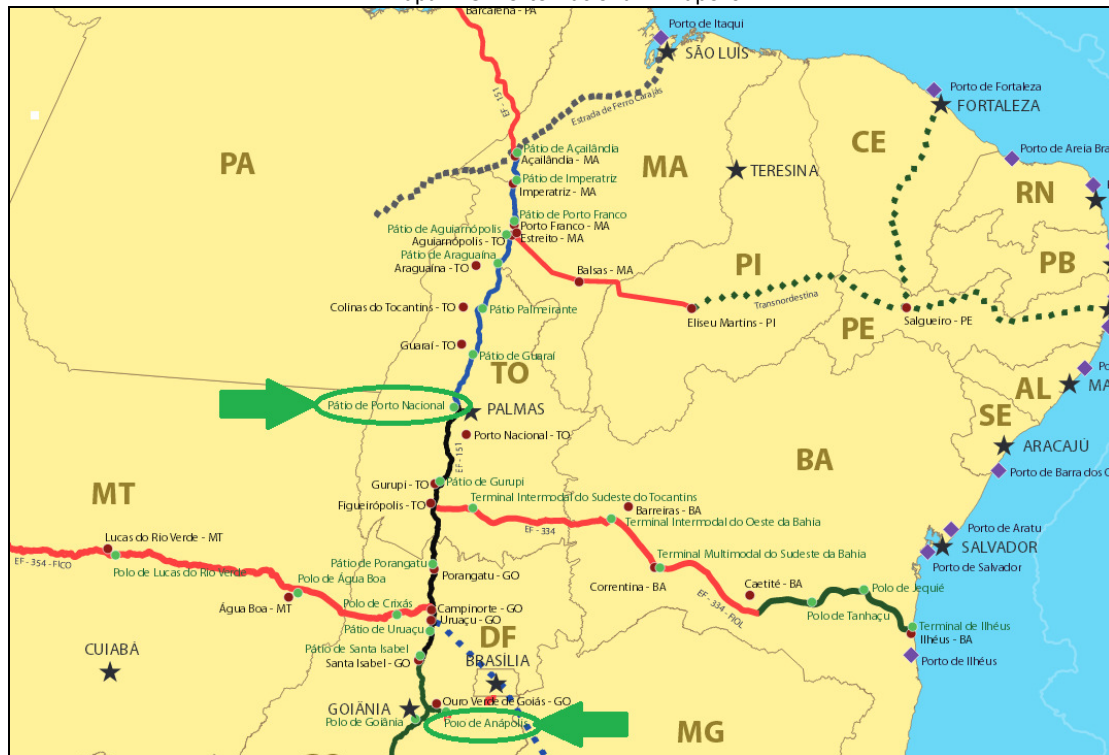 Barcarena - PA
Porto de Itaqui
SÃO LUÍS
EF - 151
Estrada de Ferro Carajás
Porto de Fortaleza
FORTALEZA
Pátio de Açailândia
Açailândia - MA
CE
Porto de Areia Bra
PA
MA
TERESINA
Pátio de Imperatriz
Imperatriz - MA
RN
Pátio de Porto Franco
Porto Franco - MA
Pátio de Aguiarnópolis
Aguiarnópolis - TO
Estreito - MA
Pátio de Araguaína
Araguaína - TO
Balsas - MA
PI
PB
Transnordestina
Colinas do Tocantins - TO
Pátio Palmeirante
Eliseu Martins - PI
PE
Salgueiro - PE
Guaraí - TO
Pátio de Guaraí
TO
Po
AL
MA
Pátio de Porto Nacional
PALMAS
SE
Porto Nacional - TO
ARACAJÚ
EF - 151
BA
Porto de Barra dos C
MT
Gurupi - TO
Pátio de Gurupi
Figueirópolis - TO
Terminal Intermodal do Sudeste do Tocantins
Barreiras - BA
Terminal Intermodal do Oeste da Bahia
EF - 334
Porto de Aratu
Lucas do Rio Verde - MT
SALVADOR
EF - 354 - FICO
Polo de Lucas do Rio Verde
Pátio de Porangatu
Porangatu - GO
Terminal Multimodal do Sudeste da Bahia
Correntina - BA
Porto de Salvador
Polo de Água Boa
Água Boa - MT
Polo de Crixás
Campinorte - GO
Uruaçu - GO
Pátio de Uruaçu
EF - 334 - FIOL
Caetité - BA
Polo de Jequié
Polo de Tanhaçu
Terminal de Ilhéus
Ilhéus - BA
Porto de Ilhéus
CUIABÁ
Pátio de Santa Isabel
Santa Isabel - GO
DF
BRASÍLIA
Ouro Verde de Goiás - GO
GOIÂNIA
Polo de Goiânia
Polo de Anápolis
MG